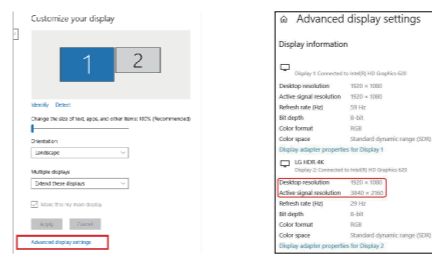 Customize your display
1
2
Identify Detect
Change the size of text, apps, and other items: 100% (Recommended)
Orientation
Landscape
Multiple displays
Extend these displays
Make this my main display
Apply Cancel
Advanced display settings
Advanced display settings
Display information
Display 1: Connected to Intel(R) HD Graphics 620
Desktop resolution 1920 × 1080
Active signal resolution 1920 × 1080
Refresh rate (Hz) 59 Hz
Bit depth 8-bit
Color format RGB
Color space Standard dynamic range (SDR)
Display adapter properties for Display 1
LG HDR 4K
Display 2: Connected to Intel(R) HD Graphics 620
Desktop resolution 1920 × 1080
Active signal resolution 3840 × 2160
Refresh rate (Hz) 29 Hz
Bit depth 8-bit
Color format RGB
Color space Standard dynamic range (SDR)
Display adapter properties for Display 2